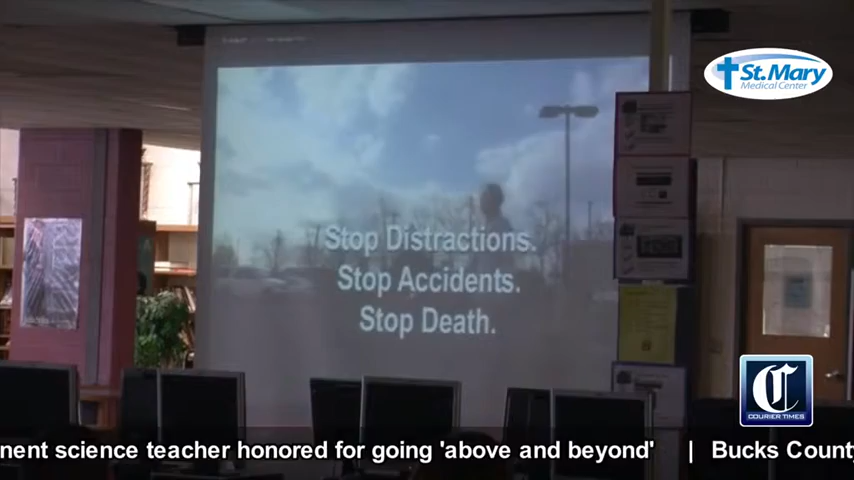 St. Mary
Medical Center
Stop Distractions.
Stop Accidents.
Stop Death.
C
COURIER TIMES
nent science teacher honored for going 'above and beyond' | Bucks County